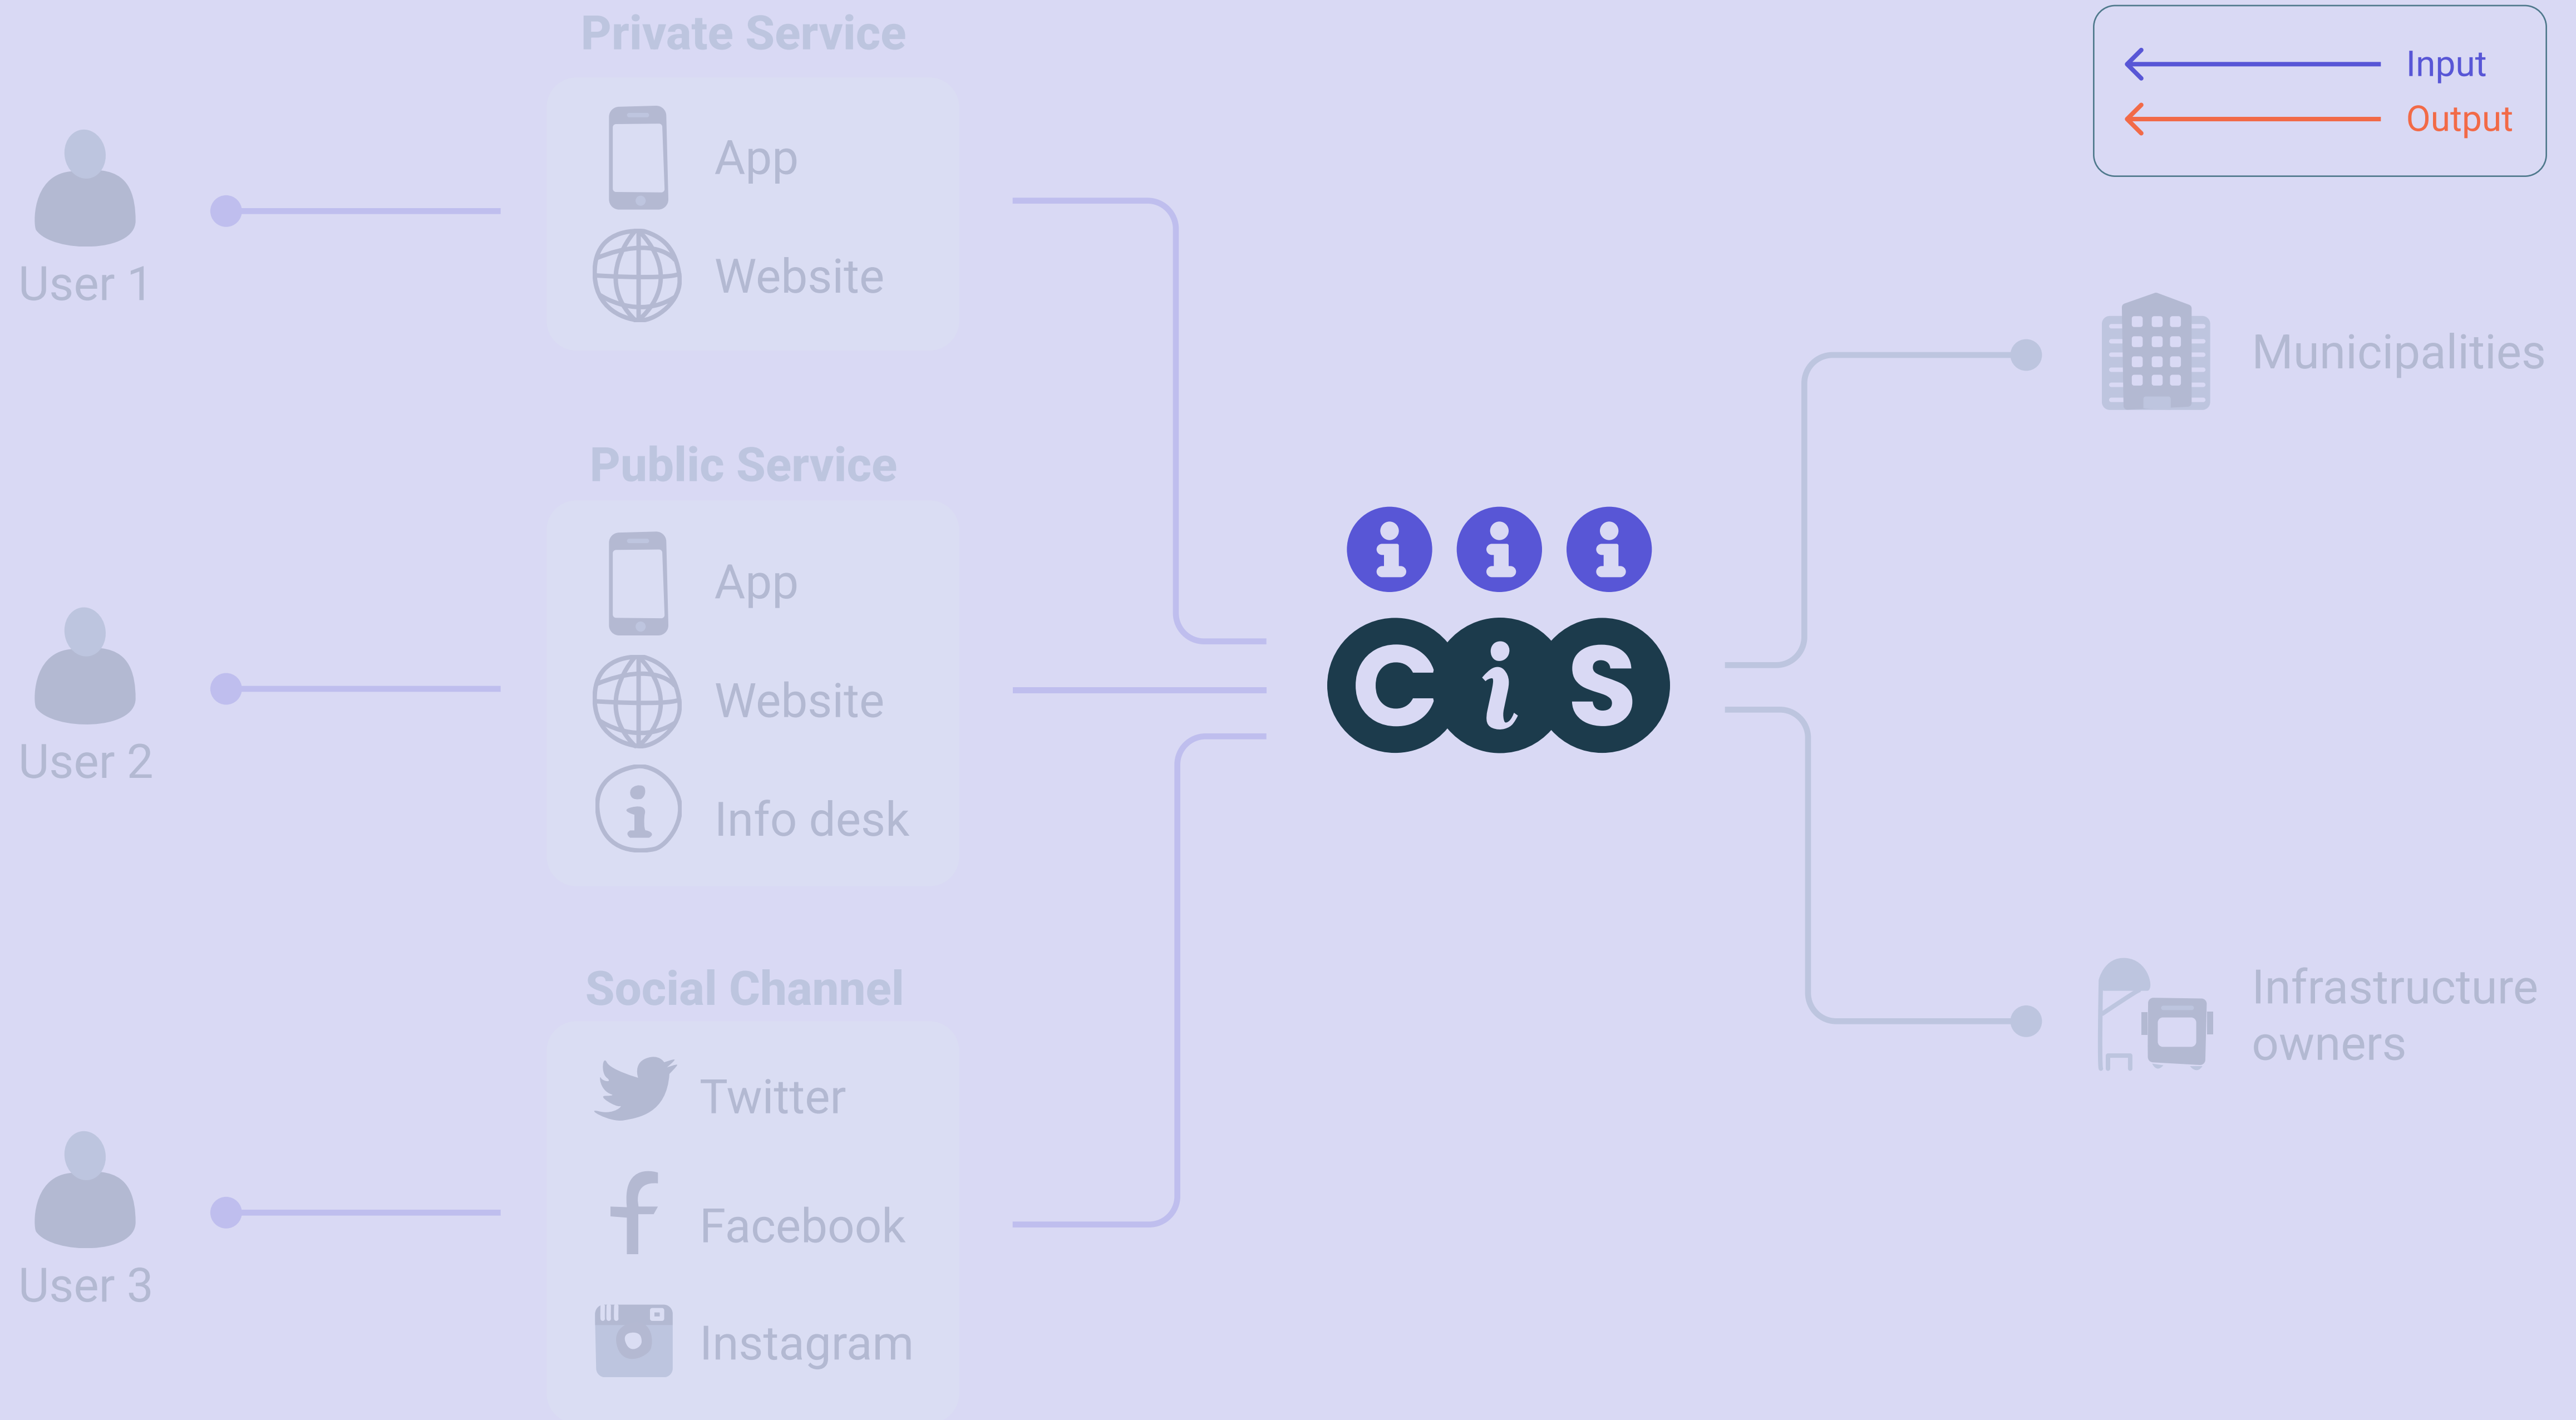 Private Service
App
Website
User 1
Public Service
App
Website
Info desk
User 2
Social Channel
Twitter
Facebook
Instagram
User 3
i i i
CiS
Input
Output
Municipalities
Infrastructure
owners